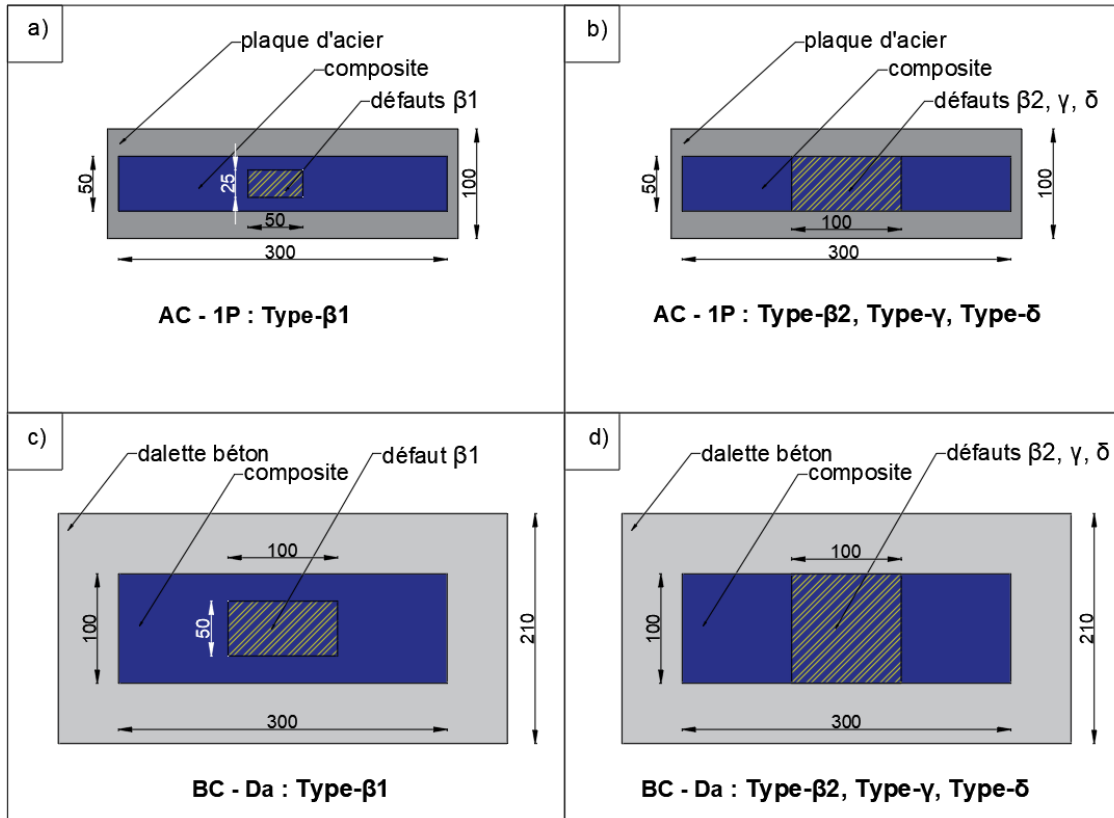 a)
plaque d'acier
composite
défauts β1
50
25
50
100
300
AC - 1P : Type-β1
b)
plaque d'acier
composite
défauts β2, γ, δ
50
100
100
300
AC - 1P : Type-β2, Type-γ, Type-δ
c)
dalette béton
composite
défaut β1
100
100
50
210
300
BC - Da : Type-β1
d)
dalette béton
composite
défauts β2, γ, δ
100
100
210
300
BC - Da : Type-β2, Type-γ, Type-δ